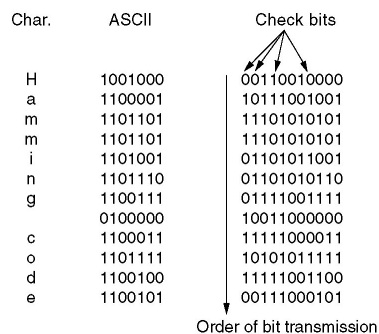 Char. ASCII Check bits
H 1001000 00110010000
a 1100001 10111001001
m 1101101 11101010101
m 1101101 11101010101
i 1101001 01101011001
n 1101110 01101010110
g 1100111 01111001111
0100000 10011000000
c 1100011 11111000011
o 1101111 10101011111
d 1100100 11111001100
e 1100101 00111000101
Order of bit transmission